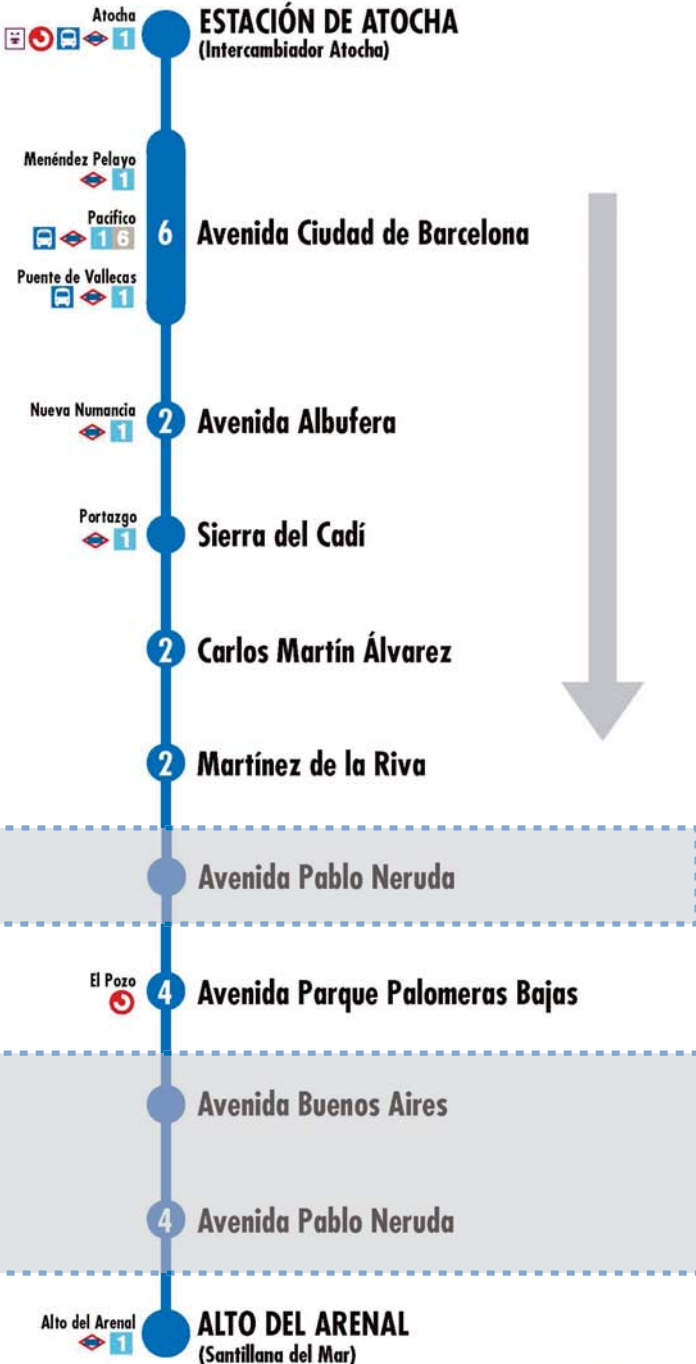 Atocha
1
ESTACIÓN DE ATOCHA
(Intercambiador Atocha)
Menéndez Pelayo
1
Pacífico
1 6
Puente de Vallecas
1
6
Avenida Ciudad de Barcelona
Nueva Numancia
1
2
Avenida Albufera
Portazgo
1
Sierra del Cadí
2
Carlos Martín Álvarez
2
Martínez de la Riva
Avenida Pablo Neruda
El Pozo
4
Avenida Parque Palomeras Bajas
Avenida Buenos Aires
4
Avenida Pablo Neruda
Alto del Arenal
1
ALTO DEL ARENAL
(Santillana del Mar)